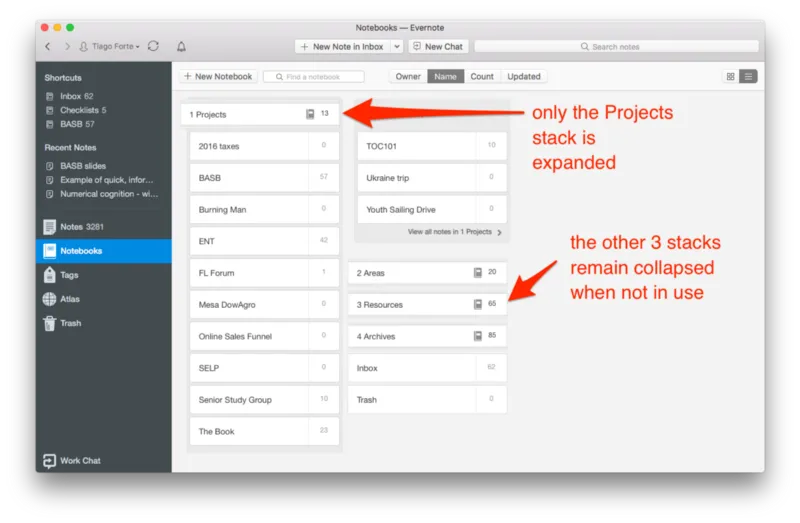 Notebooks — Evernote
Tiago Forte
+ New Note in Inbox
New Chat
Search notes
Shortcuts
Inbox 62
Checklists 5
BASB 57
Recent Notes
BASB slides
Example of quick, infor...
Numerical cognition - wi...
Notes 3281
Notebooks
Tags
Atlas
Trash
Work Chat
+ New Notebook
Find a notebook
Owner Name Count Updated
1 Projects 13
2016 taxes 0
BASB 57
Burning Man 0
ENT 42
FL Forum 1
Mesa DowAgro 0
Online Sales Funnel 0
SELP 0
Senior Study Group 10
The Book 23
TOC101 10
Ukraine trip 0
Youth Sailing Drive 0
View all notes in 1 Projects
2 Areas 20
3 Resources 65
4 Archives 85
Inbox 62
Trash 0
only the Projects
stack is
expanded
the other 3 stacks
remain collapsed
when not in use